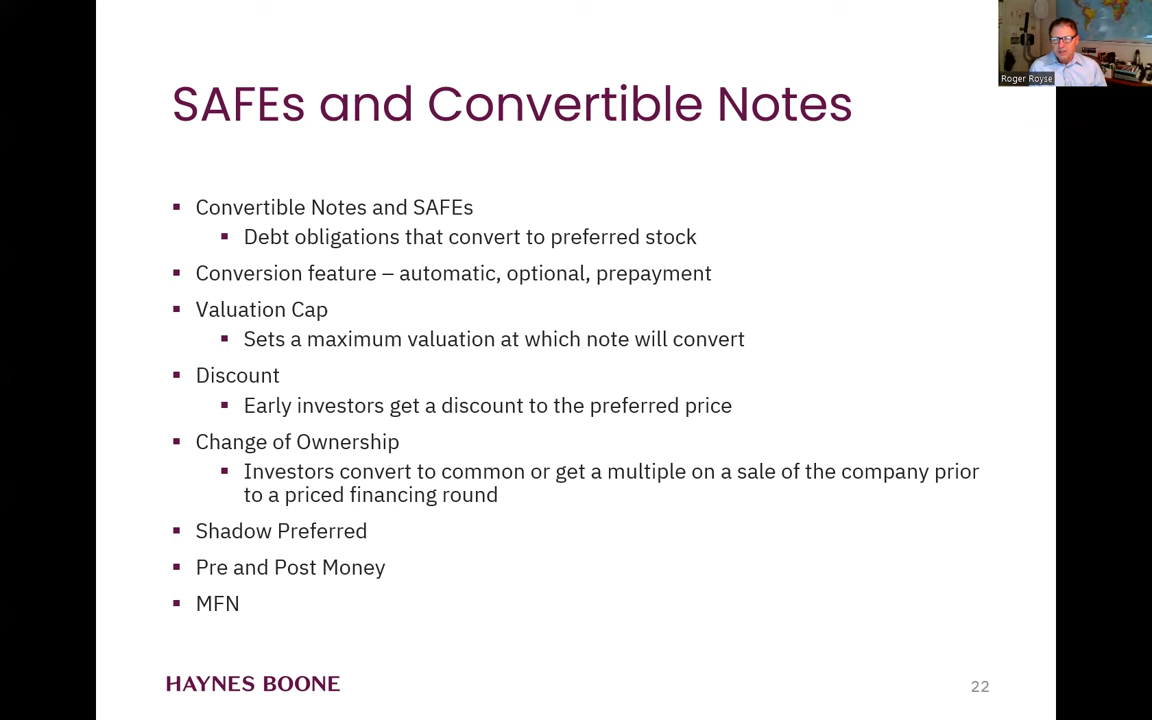 Roger Royse
SAFEs and Convertible Notes
▪ Convertible Notes and SAFEs
▪ Debt obligations that convert to preferred stock
▪ Conversion feature – automatic, optional, prepayment
▪ Valuation Cap
▪ Sets a maximum valuation at which note will convert
▪ Discount
▪ Early investors get a discount to the preferred price
▪ Change of Ownership
▪ Investors convert to common or get a multiple on a sale of the company prior
to a priced financing round
▪ Shadow Preferred
▪ Pre and Post Money
▪ MFN
HAYNES BOONE
22